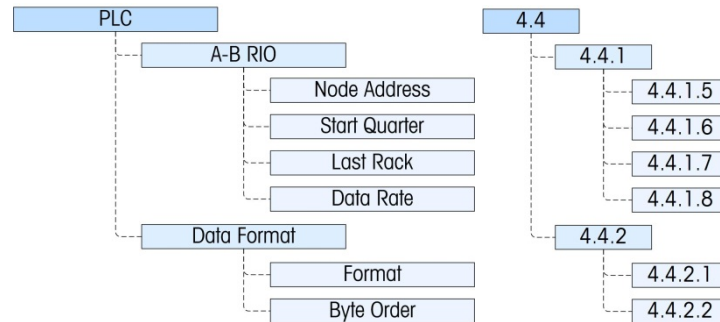 PLC
A-B RIO
Node Address
Start Quarter
Last Rack
Data Rate
Data Format
Format
Byte Order
4.4
4.4.1
4.4.1.5
4.4.1.6
4.4.1.7
4.4.1.8
4.4.2
4.4.2.1
4.4.2.2